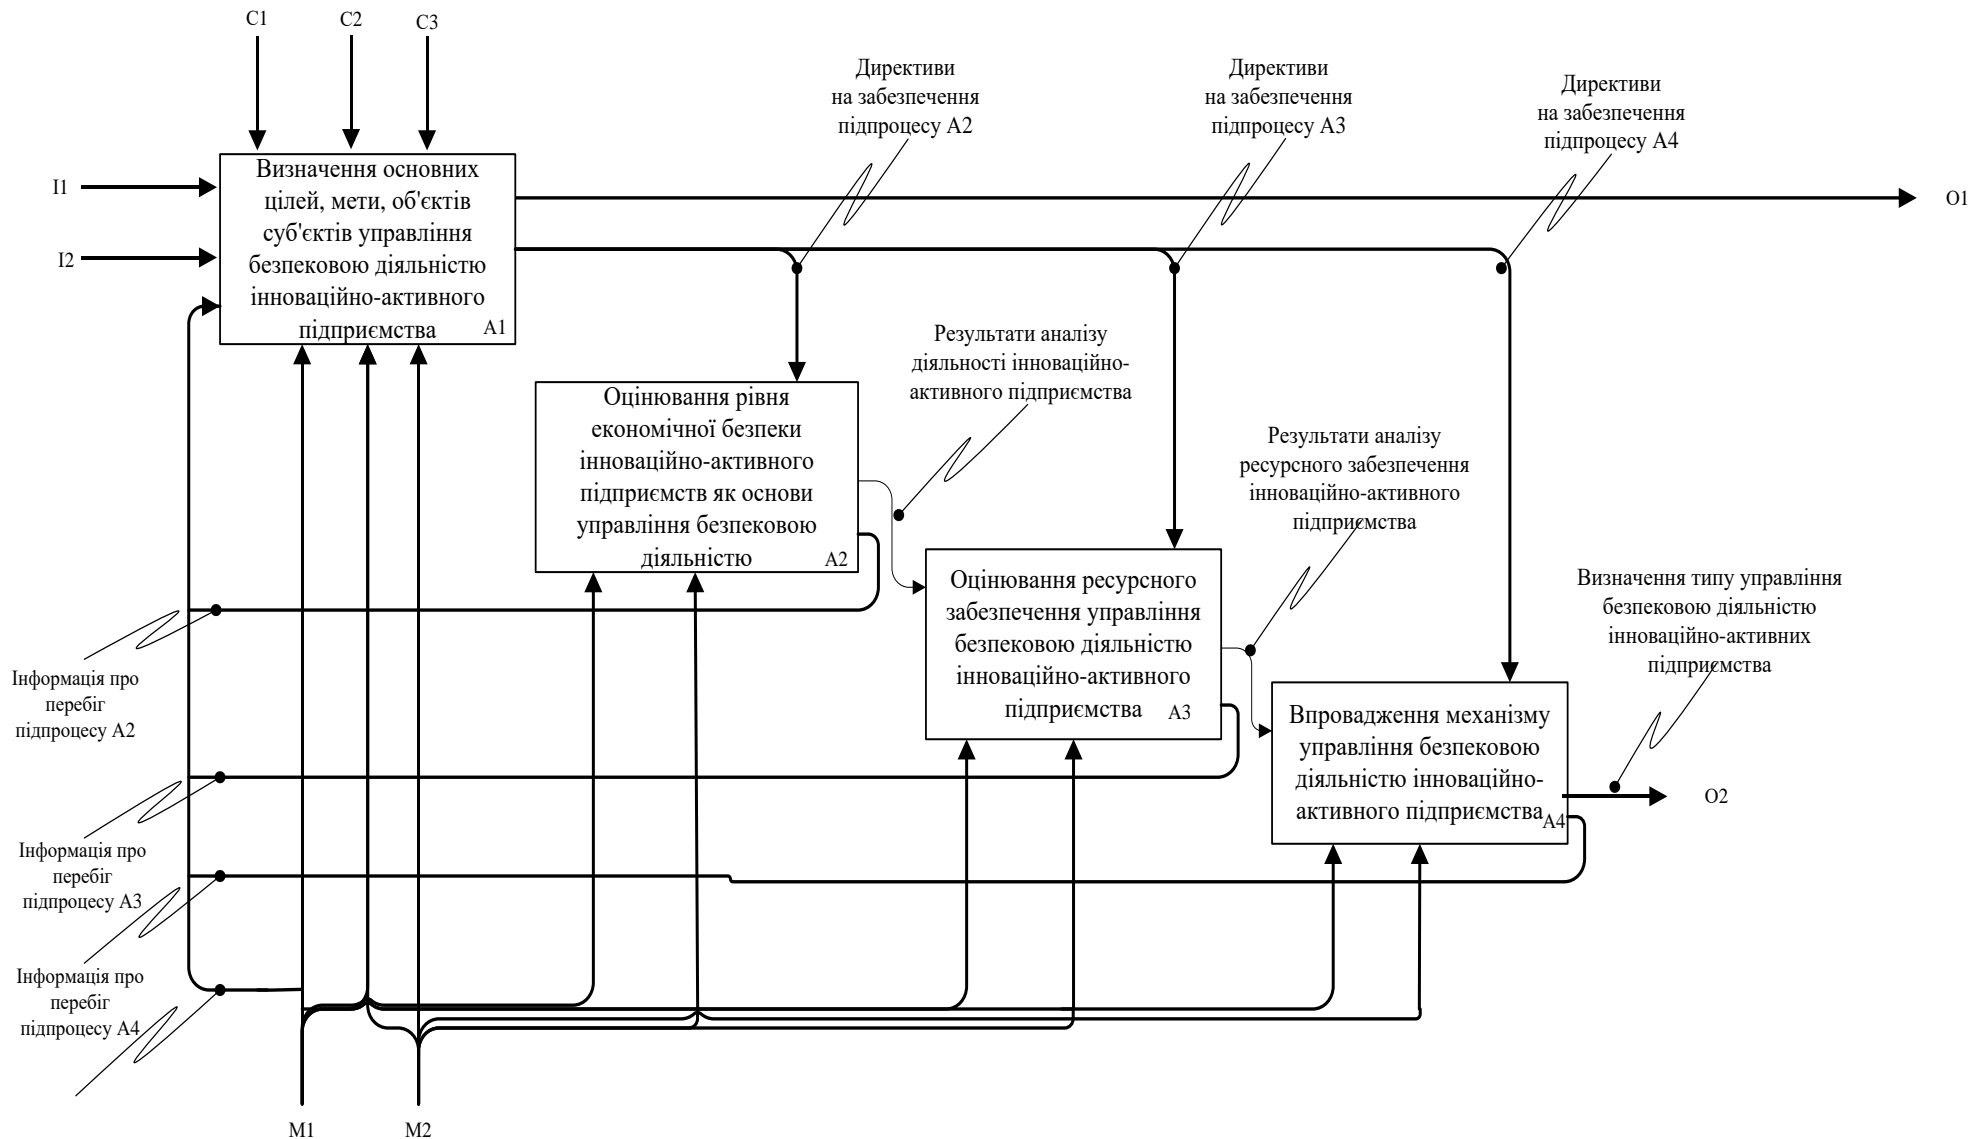 C1
C2
C3
Директиви
на забезпечення
підпроцесу А2
Директиви
на забезпечення
підпроцесу А3
Директиви
на забезпечення
підпроцесу А4
I1
I2
Визначення основних
цілей, мети, об'єктів
суб'єктів управління
безпековою діяльністю
інноваційно-активного
підприємства
A1
O1
Результати аналізу
діяльності інноваційно-
активного підприємства
Оцінювання рівня
економічної безпеки
інноваційно-активного
підприємств як основи
управління безпековою
діяльністю
A2
Результати аналізу
ресурсного забезпечення
інноваційно-активного
підприємства
Оцінювання ресурсного
забезпечення управління
безпековою діяльністю
інноваційно-активного
підприємства
A3
Визначення типу управління
безпековою діяльністю
інноваційно-активних
підприємства
Впровадження механізму
управління безпековою
діяльністю інноваційно-
активного підприємства
A4
O2
Інформація про
перебіг
підпроцесу А2
Інформація про
перебіг
підпроцесу А3
Інформація про
перебіг
підпроцесу А4
M1
M2